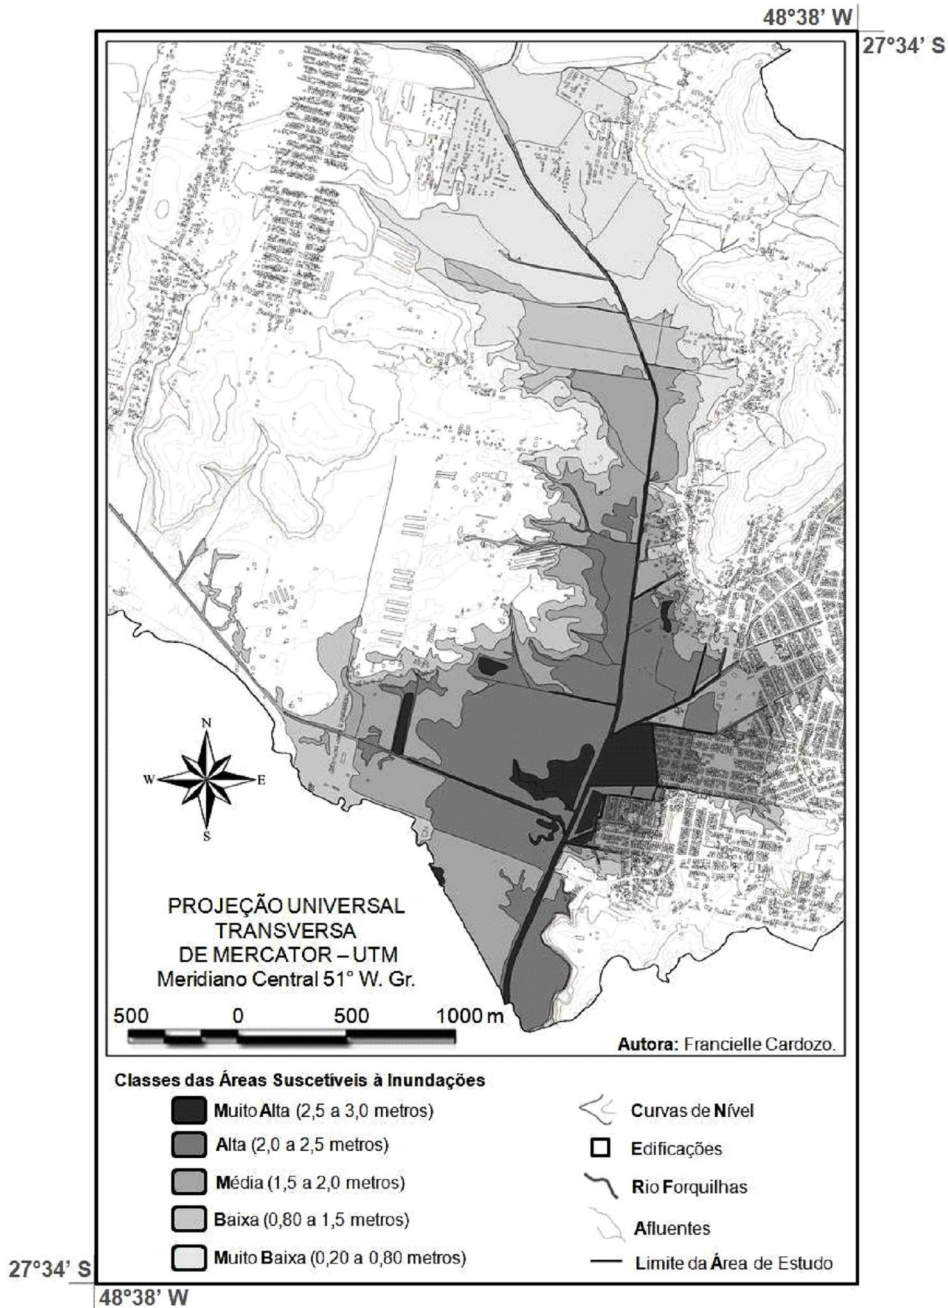 48°38’ W
27°34’ S
N
W E
S
PROJEÇÃO UNIVERSAL
TRANSVERSA
DE MERCATOR – UTM
Meridiano Central 51° W. Gr.
500 0 500 1000 m
Autora: Francielle Cardozo.
Classes das Áreas Suscetíveis à Inundações
Muito Alta (2,5 a 3,0 metros)
Alta (2,0 a 2,5 metros)
Média (1,5 a 2,0 metros)
Baixa (0,80 a 1,5 metros)
Muito Baixa (0,20 a 0,80 metros)
Curvas de Nível
Edificações
Rio Forquilhas
Afluentes
Limite da Área de Estudo
27°34’ S
48°38’ W